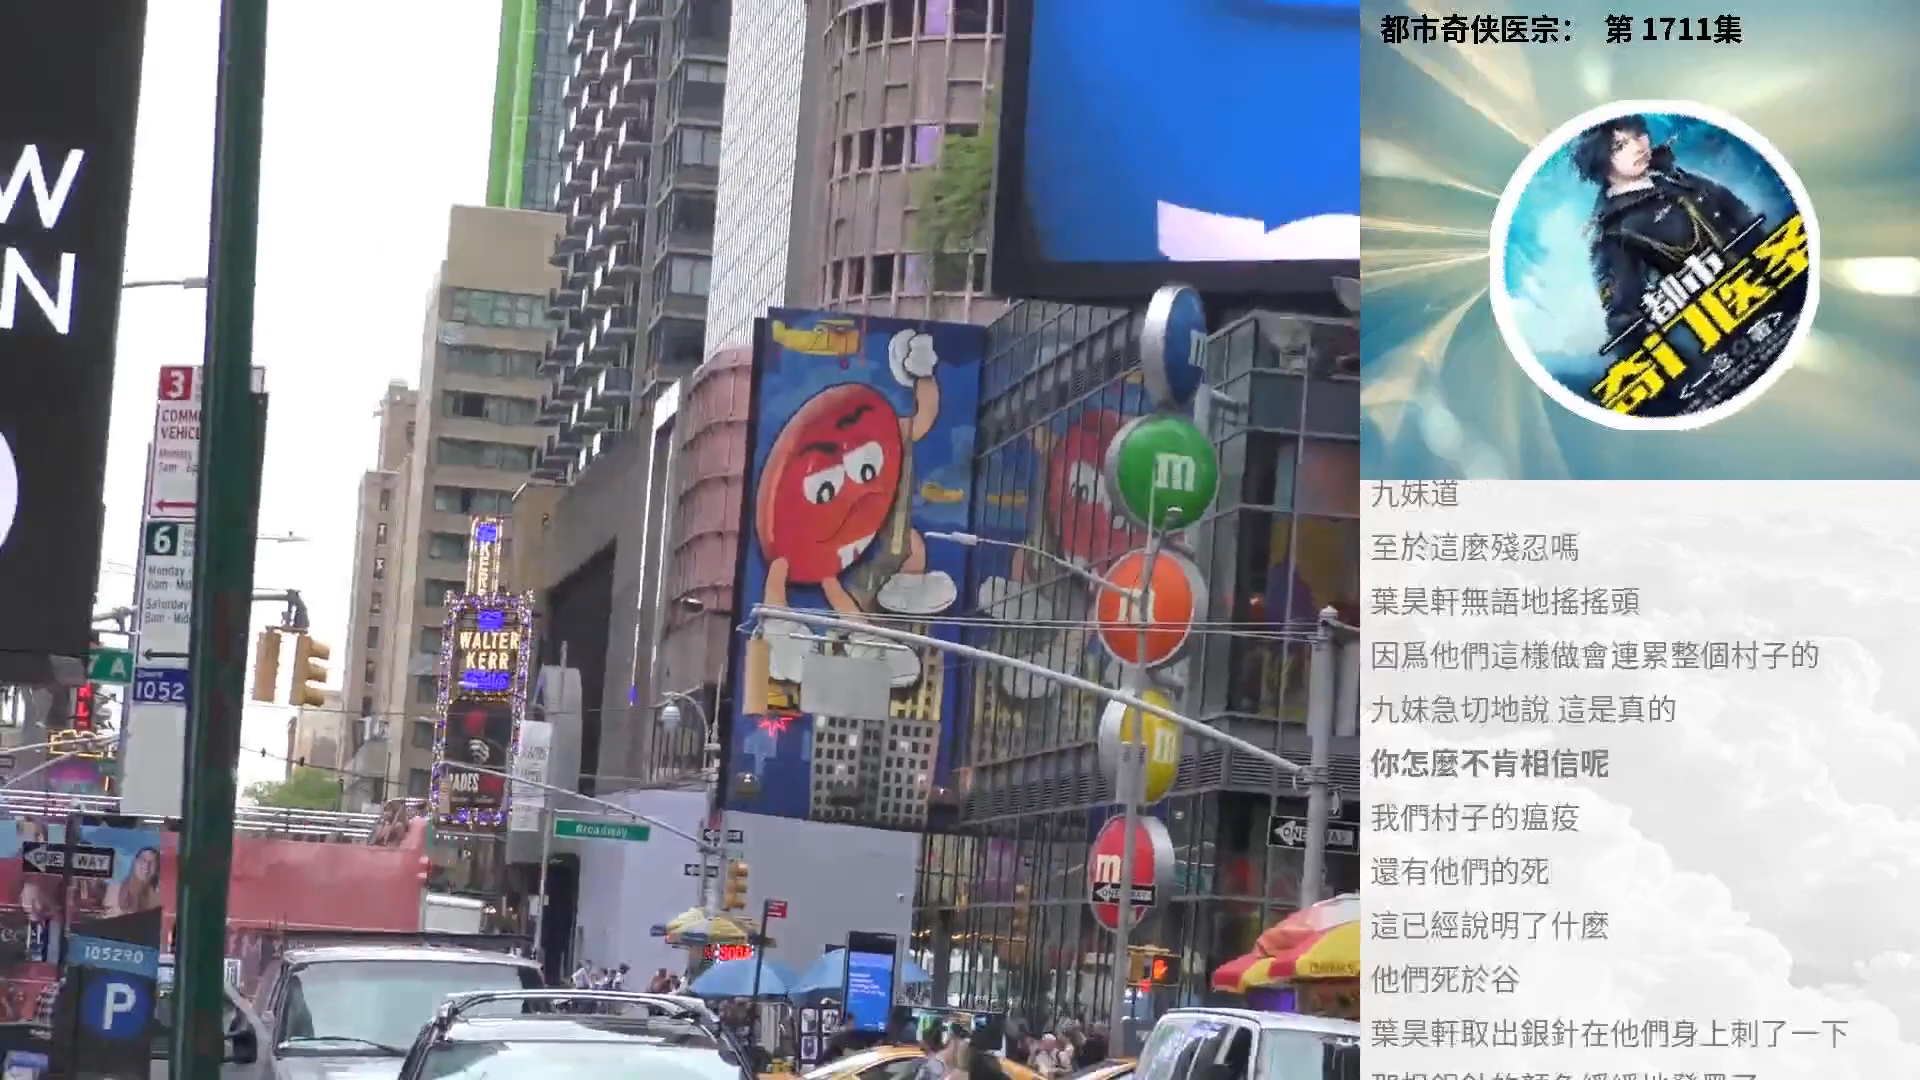 都市奇侠医宗： 第 1711集
都市
奇门医圣
九妹道
至於這麼殘忍嗎
葉昊軒無語地搖搖頭
因爲他們這樣做會連累整個村子的
九妹急切地說 這是真的
你怎麼不肯相信呢
我們村子的瘟疫
還有他們的死
這已經說明了什麼
他們死於谷
葉昊軒取出銀針在他們身上刺了一下
W
N
3
6
Monday
Saturday
7 A
1052
KERR
WALTER
KERR
Broadway
ONE WAY
ONE WAY
ONE WAY
105290
P
m
m
m
m
m